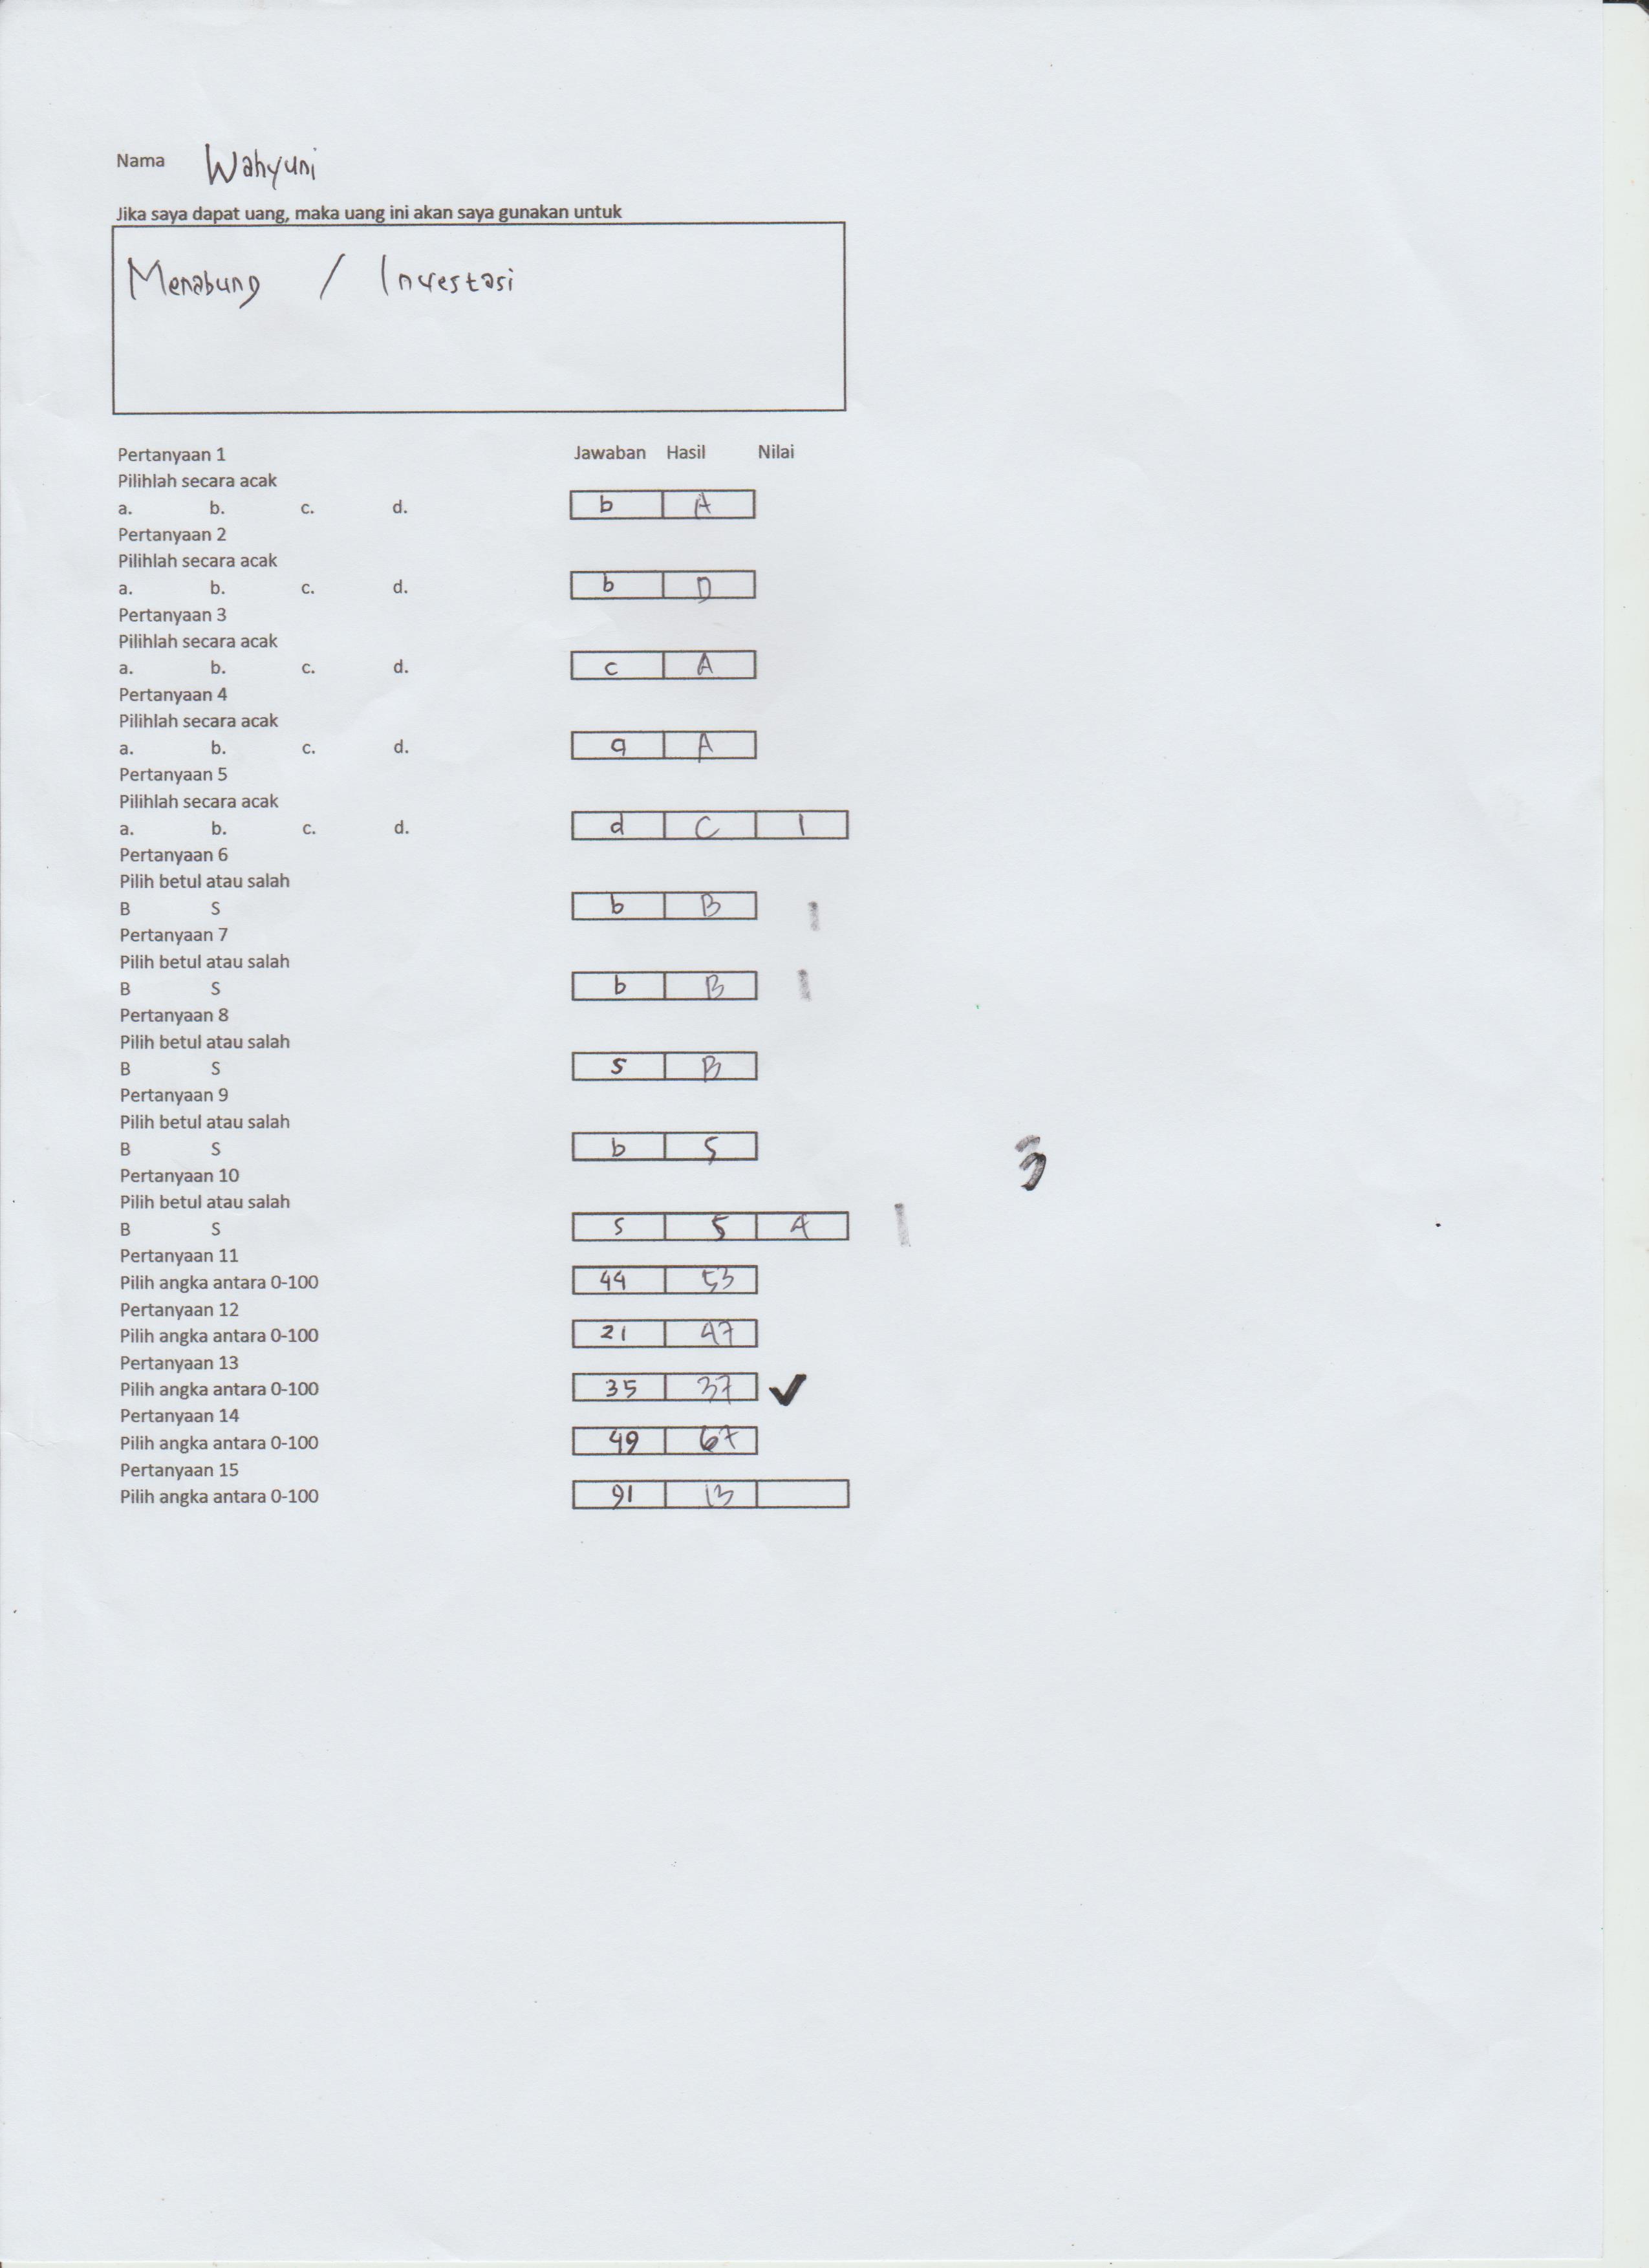 Nama Wahyuni
Jika saya dapat uang, maka uang ini akan saya gunakan untuk
Menabung / Investasi
Pertanyaan 1 Jawaban Hasil Nilai
Pilihlah secara acak
a. b. c. d. b A
Pertanyaan 2
Pilihlah secara acak
a. b. c. d. b D
Pertanyaan 3
Pilihlah secara acak
a. b. c. d. c A
Pertanyaan 4
Pilihlah secara acak
a. b. c. d. a A
Pertanyaan 5
Pilihlah secara acak
a. b. c. d. d C 1
Pertanyaan 6
Pilih betul atau salah
B S b B 1
Pertanyaan 7
Pilih betul atau salah
B S b B 1
Pertanyaan 8
Pilih betul atau salah
B S s B
Pertanyaan 9
Pilih betul atau salah
B S b S
3
Pertanyaan 10
Pilih betul atau salah
B S s S 4 1
Pertanyaan 11
Pilih angka antara 0-100 44 53
Pertanyaan 12
Pilih angka antara 0-100 21 47
Pertanyaan 13
Pilih angka antara 0-100 35 37 ✓
Pertanyaan 14
Pilih angka antara 0-100 49 67
Pertanyaan 15
Pilih angka antara 0-100 91 13